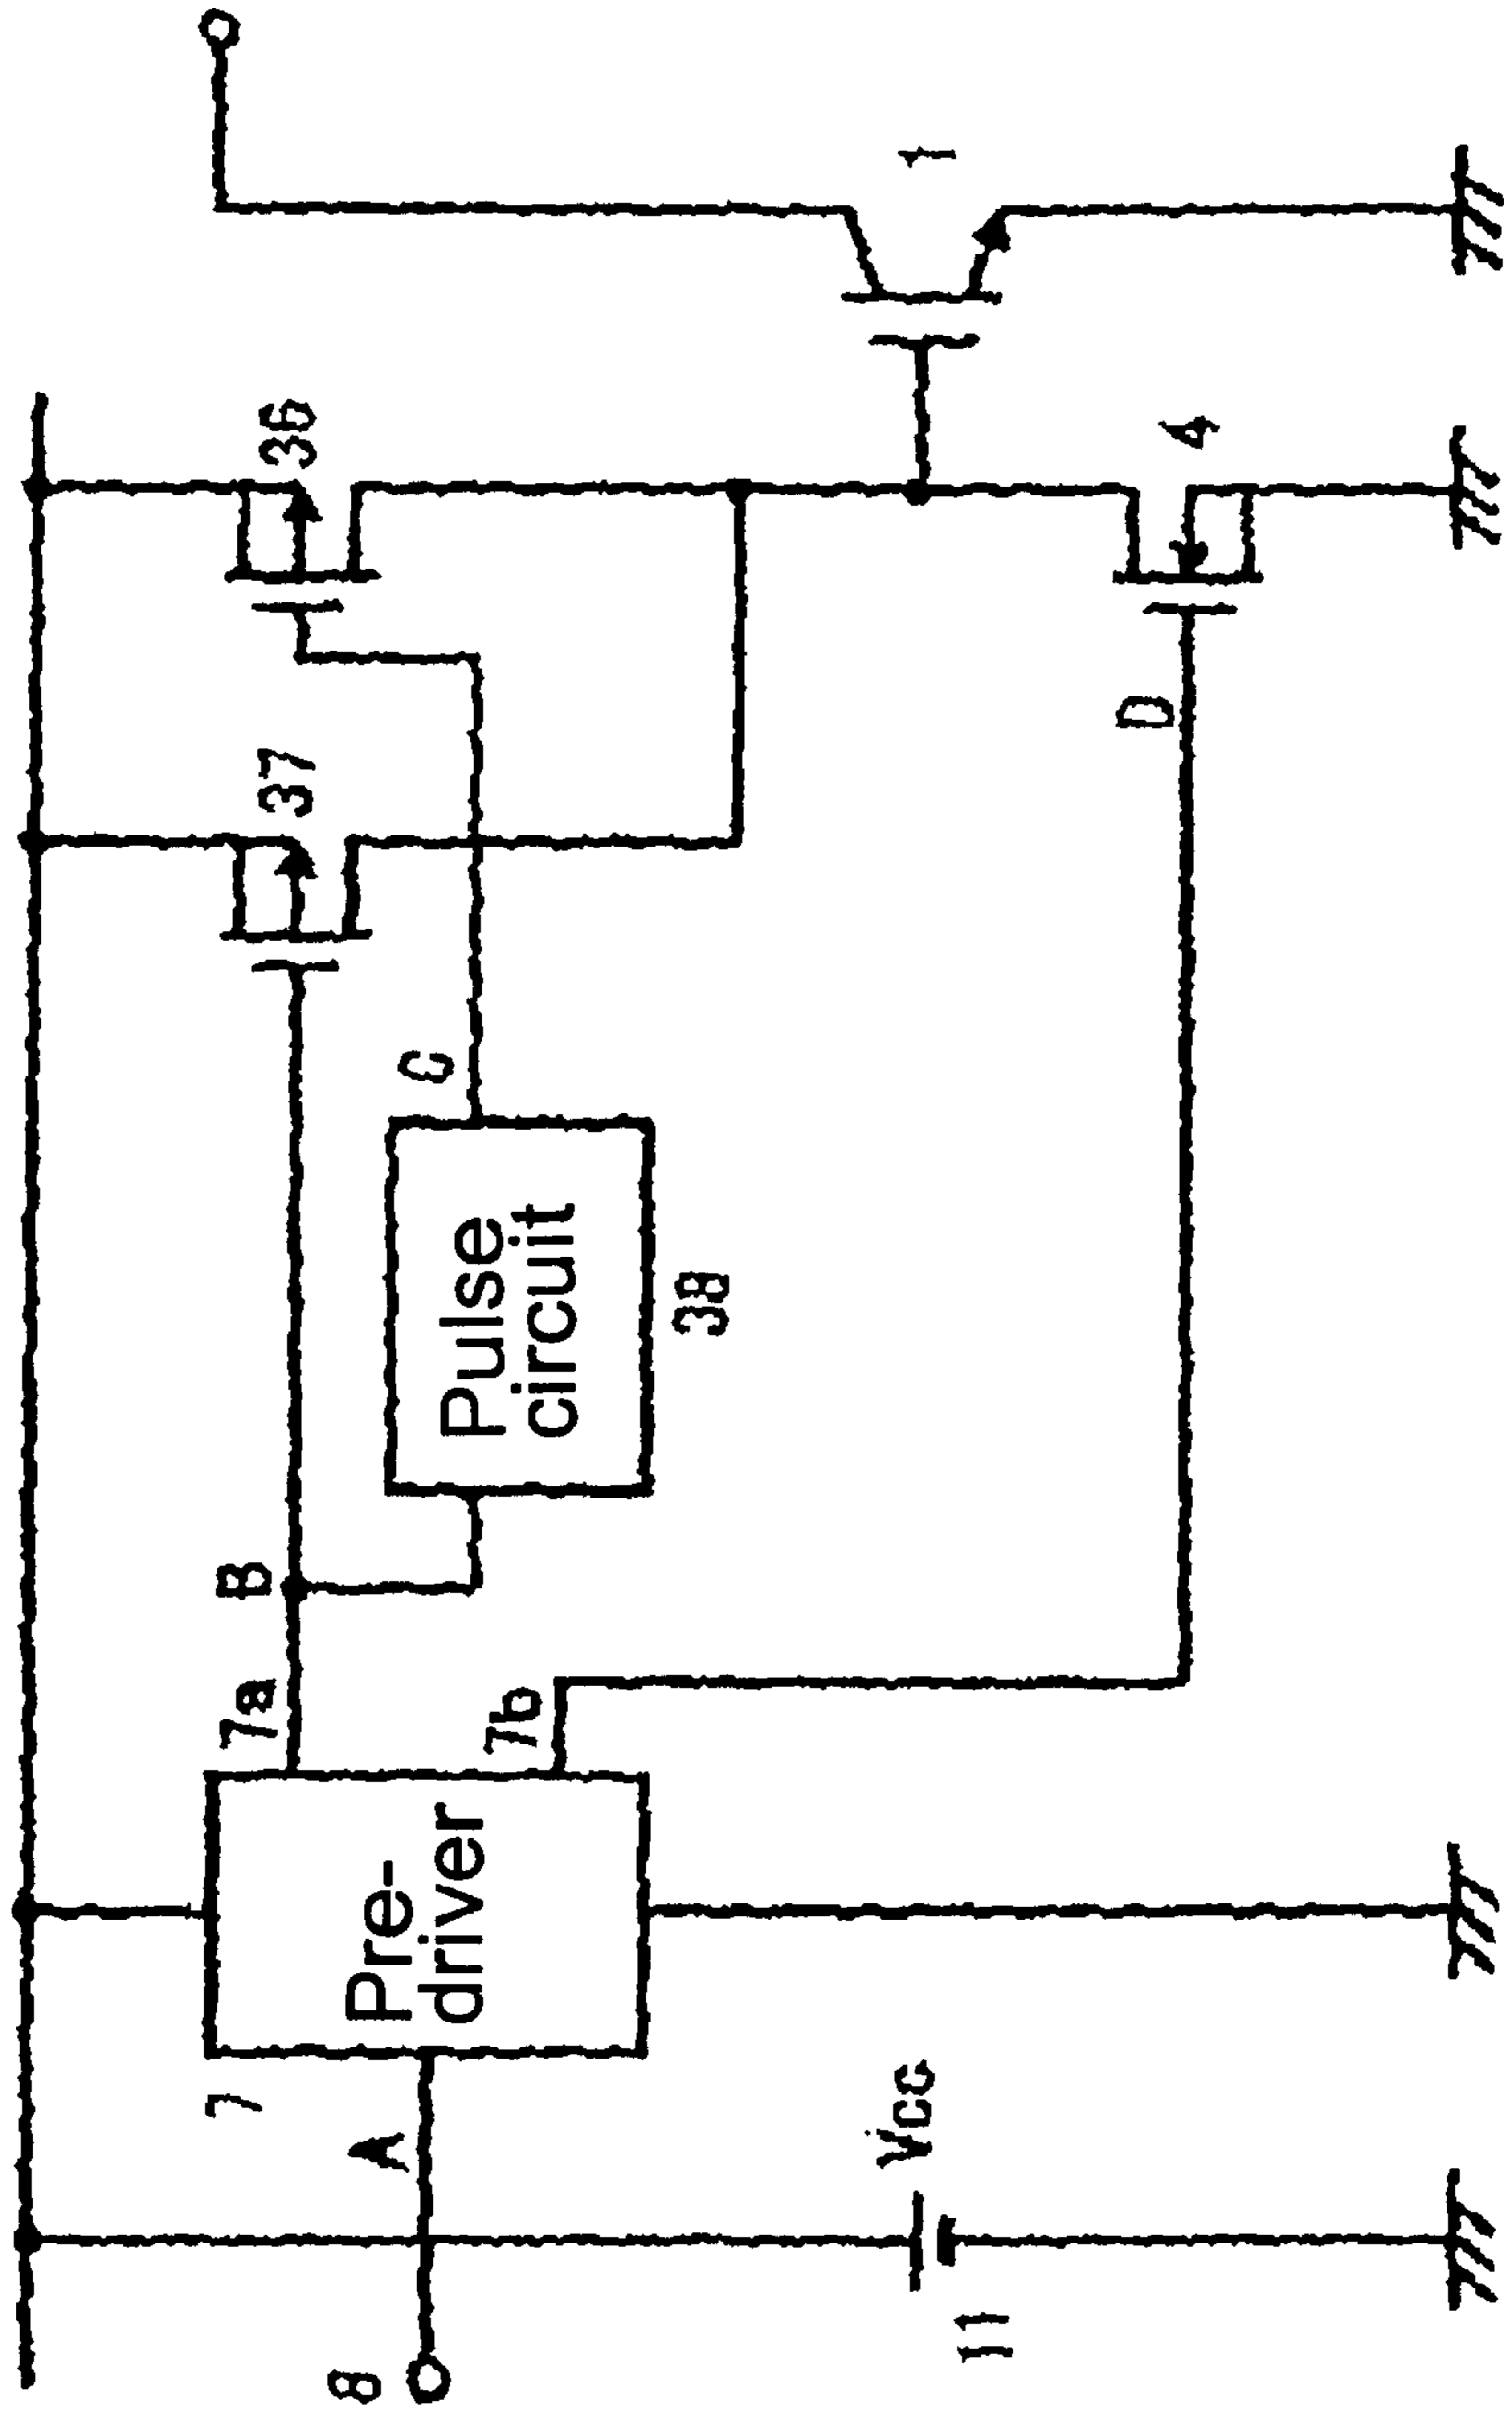 7
7a
B
37
36
8
A
Pre-
driver
C
Pulse
circuit
7b
38
Vcc
1
11
D
4